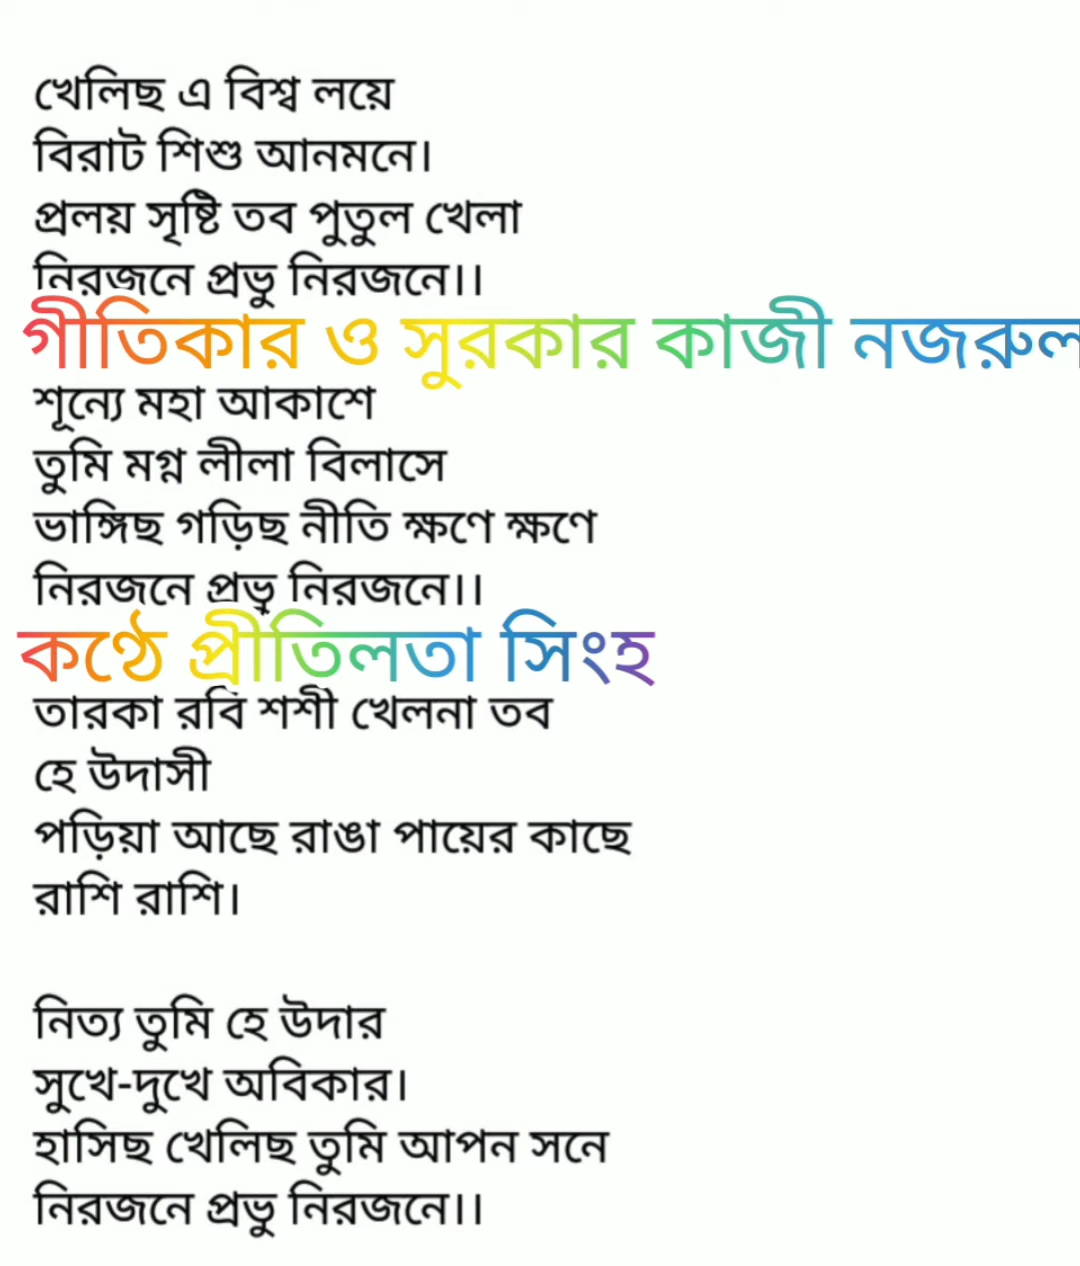 খেলিছ এ বিশ্ব লয়ে
বিরাট শিশু আনমনে।
প্রলয় সৃষ্টি তব পুতুল খেলা
নিরজনে প্রভু নিরজনে।।
গীতিকার ও সুরকার কাজী নজরুল
শূন্যে মহা আকাশে
তুমি মগ্ন লীলা বিলাসে
ভাঙ্গিছ গড়িছ নীতি ক্ষণে ক্ষণে
নিরজনে প্রভু নিরজনে।।
কণ্ঠে প্রীতিলতা সিংহ
তারকা রবি শশী খেলনা তব
হে উদাসী
পড়িয়া আছে রাঙা পায়ের কাছে
রাশি রাশি।
নিত্য তুমি হে উদার
সুখে-দুখে অবিকার।
হাসিছ খেলিছ তুমি আপন সনে
নিরজনে প্রভু নিরজনে।।